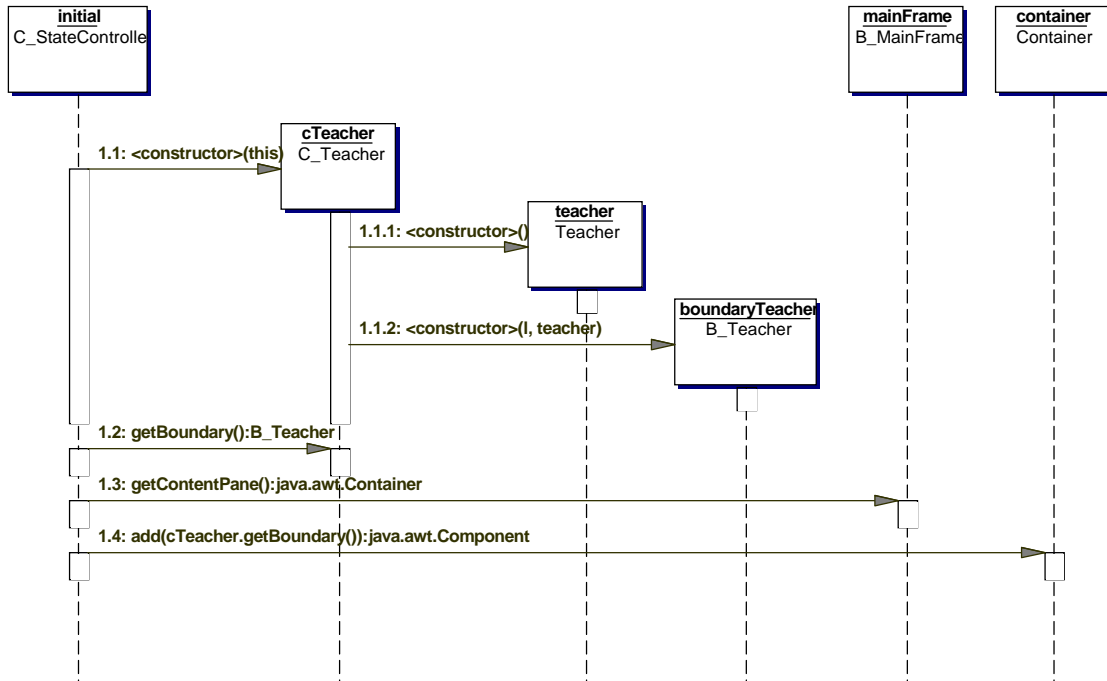 initial
C_StateControlle
mainFrame
B_MainFrame
container
Container
cTeacher
C_Teacher
1.1: <constructor>(this)
teacher
Teacher
1.1.1: <constructor>()
boundaryTeacher
B_Teacher
1.1.2: <constructor>(I, teacher)
1.2: getBoundary():B_Teacher
1.3: getContentPane():java.awt.Container
1.4: add(cTeacher.getBoundary()):java.awt.Component